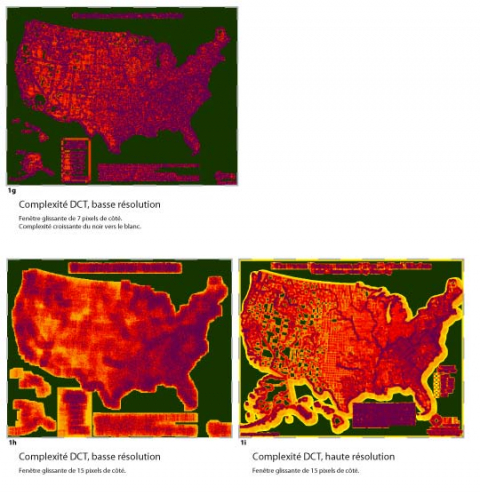 1g
Complexité DCT, basse résolution
Fenêtre glissante de 7 pixels de côté.
Complexité croissante du noir vers le blanc.
1h
Complexité DCT, basse résolution
Fenêtre glissante de 15 pixels de côté.
1i
Complexité DCT, haute résolution
Fenêtre glissante de 15 pixels de côté.